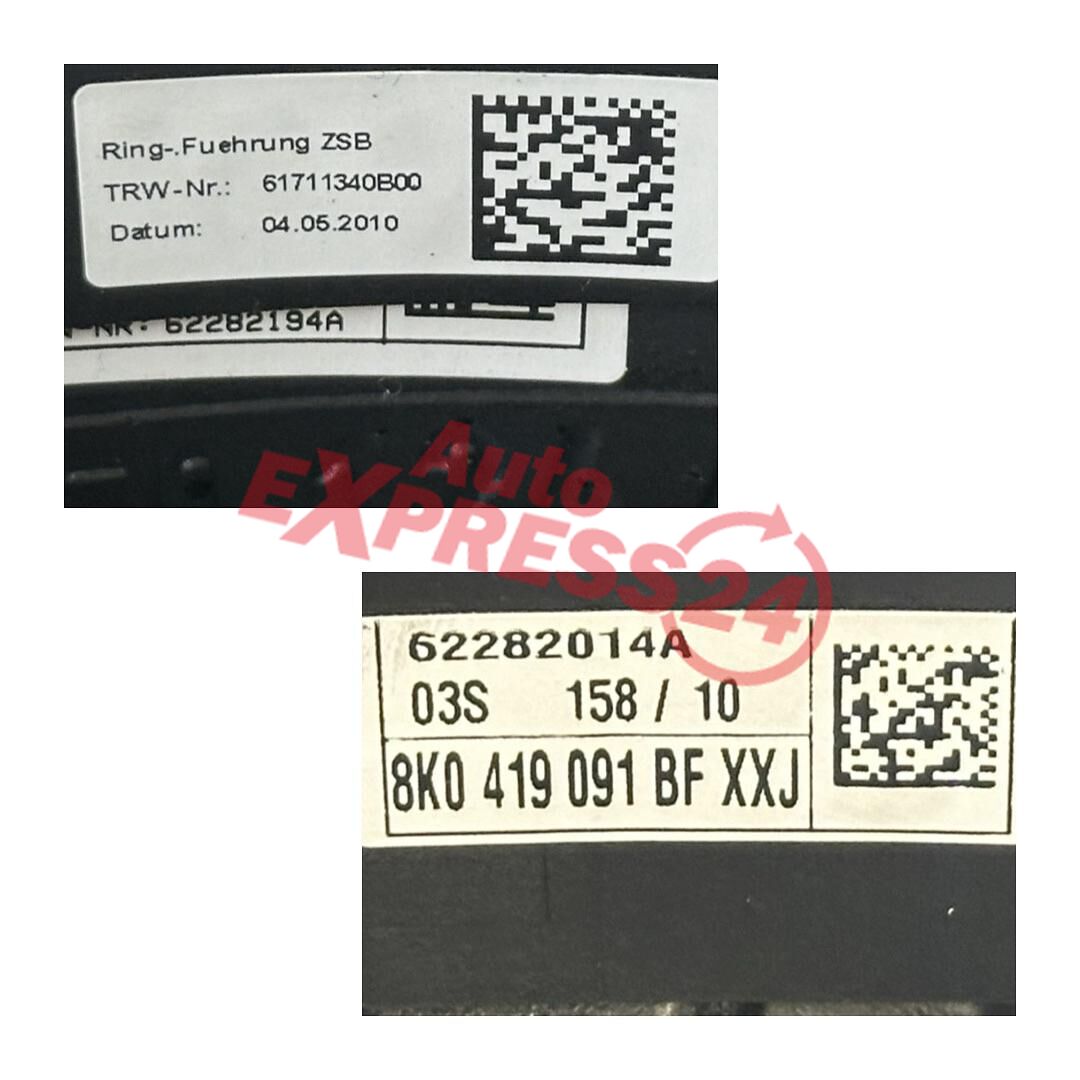 Ring-.Fuehrung ZSB
TRW-Nr.: 61711340B00
Datum: 04.05.2010
NR: 62282194A
Auto
EXPRESS24
62282014A
03S 158 / 10
8K0 419 091 BF XXJ